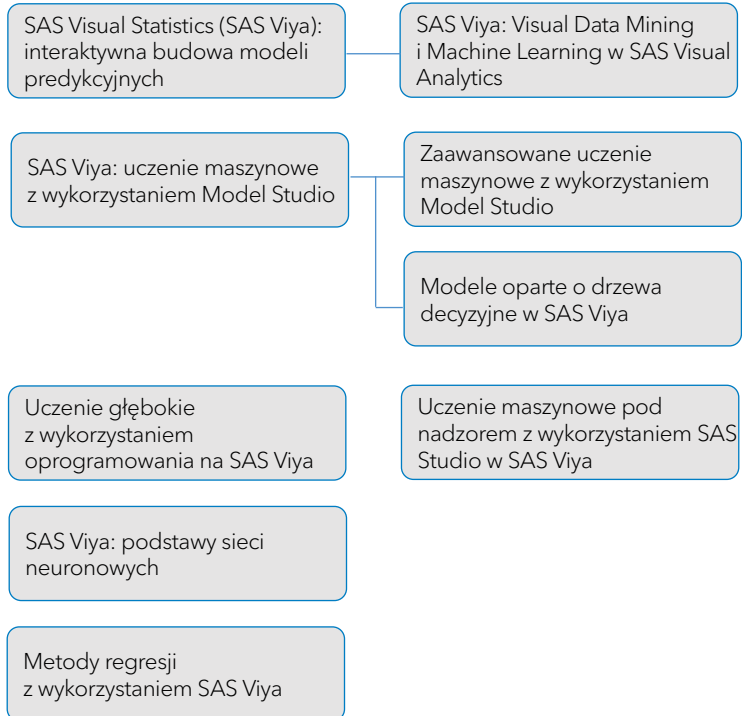 SAS Visual Statistics (SAS Viya):
interaktywna budowa modeli
predykcyjnych
SAS Viya: Visual Data Mining
i Machine Learning w SAS Visual
Analytics
SAS Viya: uczenie maszynowe
z wykorzystaniem Model Studio
Zaawansowane uczenie
maszynowe z wykorzystaniem
Model Studio
Modele oparte o drzewa
decyzyjne w SAS Viya
Uczenie głębokie
z wykorzystaniem
oprogramowania na SAS Viya
Uczenie maszynowe pod
nadzorem z wykorzystaniem SAS
Studio w SAS Viya
SAS Viya: podstawy sieci
neuronowych
Metody regresji
z wykorzystaniem SAS Viya